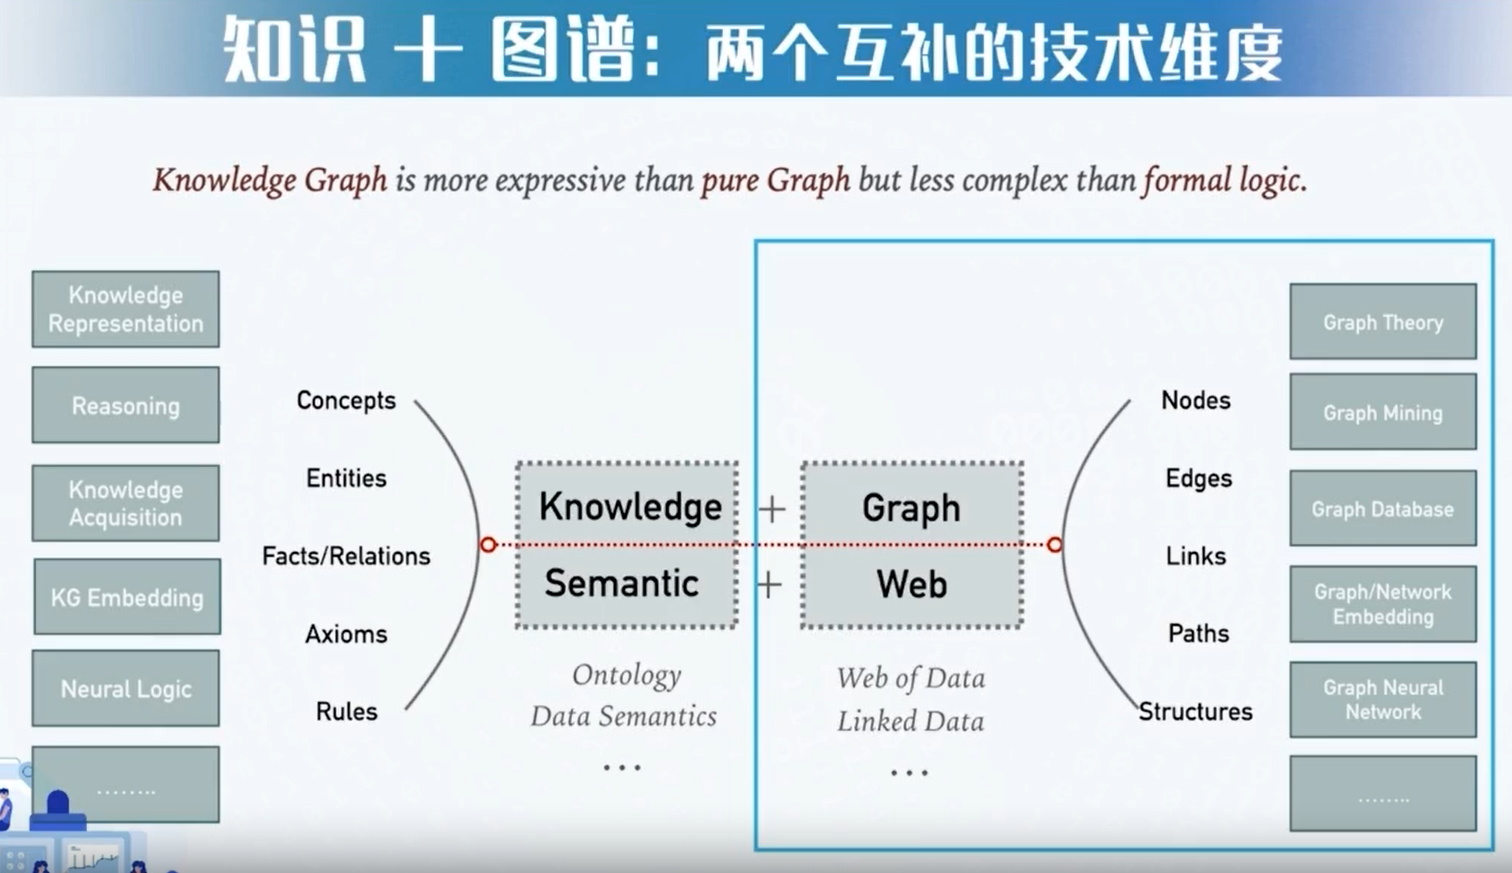 知识 + 图谱：两个互补的技术维度
Knowledge Graph is more expressive than pure Graph but less complex than formal logic.
Knowledge
Representation
Reasoning
Knowledge
Acquisition
KG Embedding
Neural Logic
........
Concepts
Entities
Facts/Relations
Axioms
Rules
Knowledge + Graph
Semantic + Web
Ontology
Data Semantics
...
Web of Data
Linked Data
...
Nodes
Edges
Links
Paths
Structures
Graph Theory
Graph Mining
Graph Database
Graph/Network
Embedding
Graph Neural
Network
........